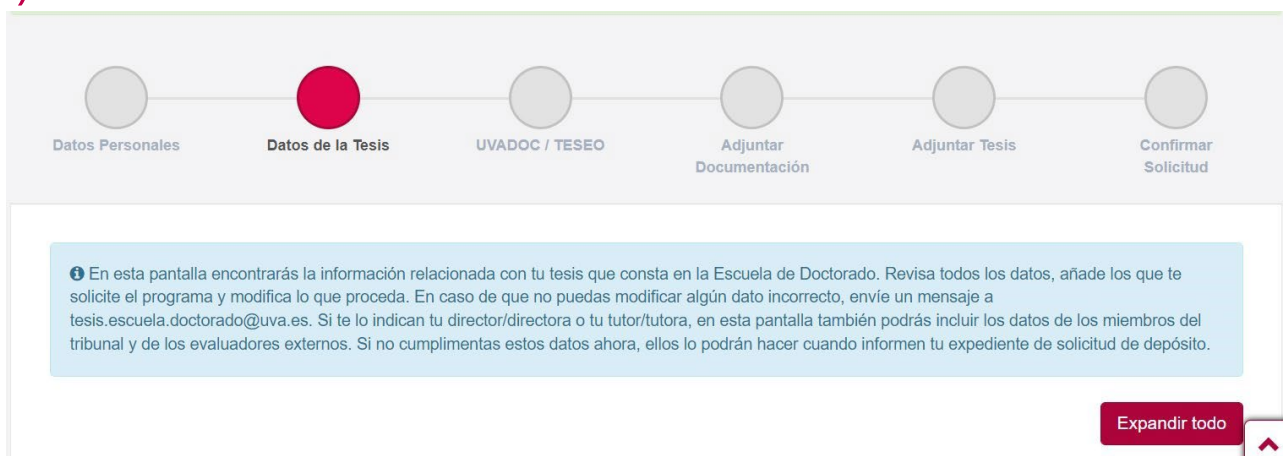 Datos Personales
Datos de la Tesis
UVADOC / TESEO
Adjuntar
Documentación
Adjuntar Tesis
Confirmar
Solicitud
En esta pantalla encontrarás la información relacionada con tu tesis que consta en la Escuela de Doctorado. Revisa todos los datos, añade los que te
solicite el programa y modifica lo que proceda. En caso de que no puedas modificar algún dato incorrecto, envíe un mensaje a
tesis.escuela.doctorado@uva.es. Si te lo indican tu director/directora o tu tutor/tutora, en esta pantalla también podrás incluir los datos de los miembros del
tribunal y de los evaluadores externos. Si no cumplimentas estos datos ahora, ellos lo podrán hacer cuando informen tu expediente de solicitud de depósito.
Expandir todo